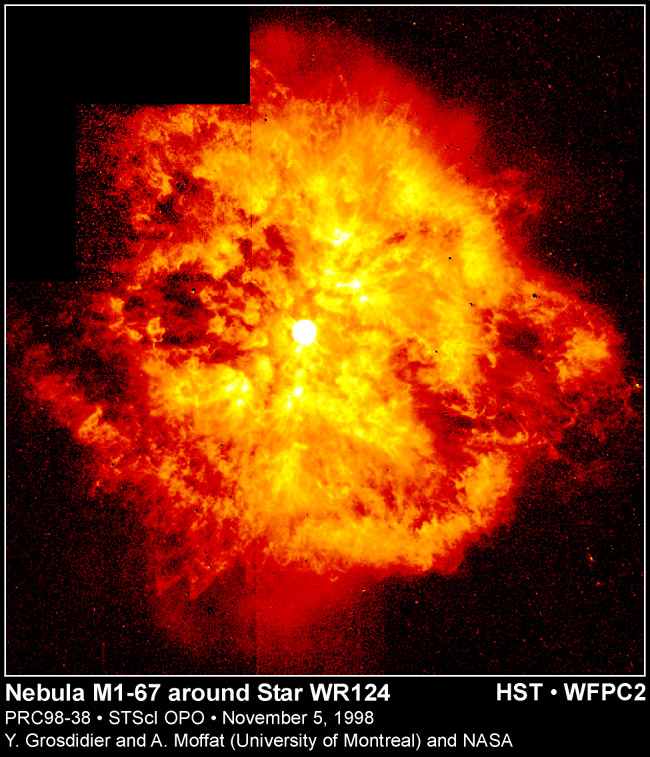 Nebula M1-67 around Star WR124 HST • WFPC2
PRC98-38 • STScI OPO • November 5, 1998
Y. Grosdidier and A. Moffat (University of Montreal) and NASA